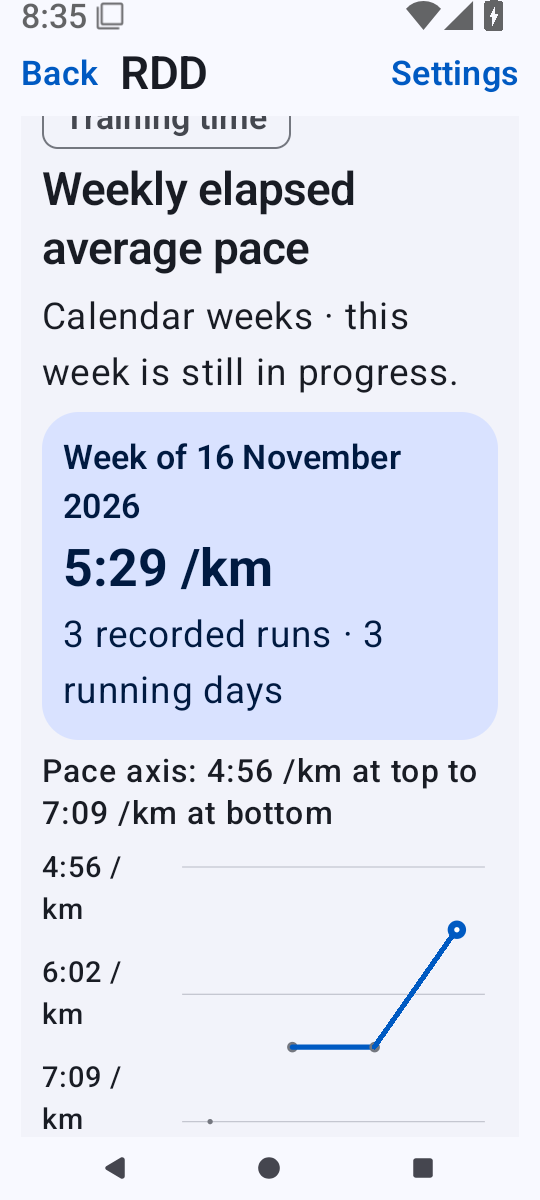 8:35
Back RDD Settings
Training time
Weekly elapsed
average pace
Calendar weeks · this
week is still in progress.
Week of 16 November
2026
5:29 /km
3 recorded runs · 3
running days
Pace axis: 4:56 /km at top to
7:09 /km at bottom
4:56 /
km
6:02 /
km
7:09 /
km